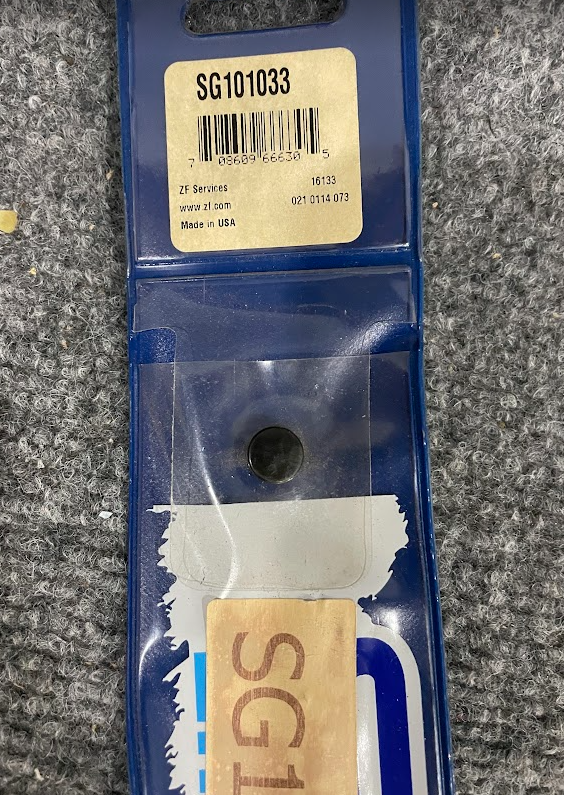 SG101033
7 08609 66630 5
ZF Services 16133
www.zf.com 021 0114 073
Made in USA
SG1